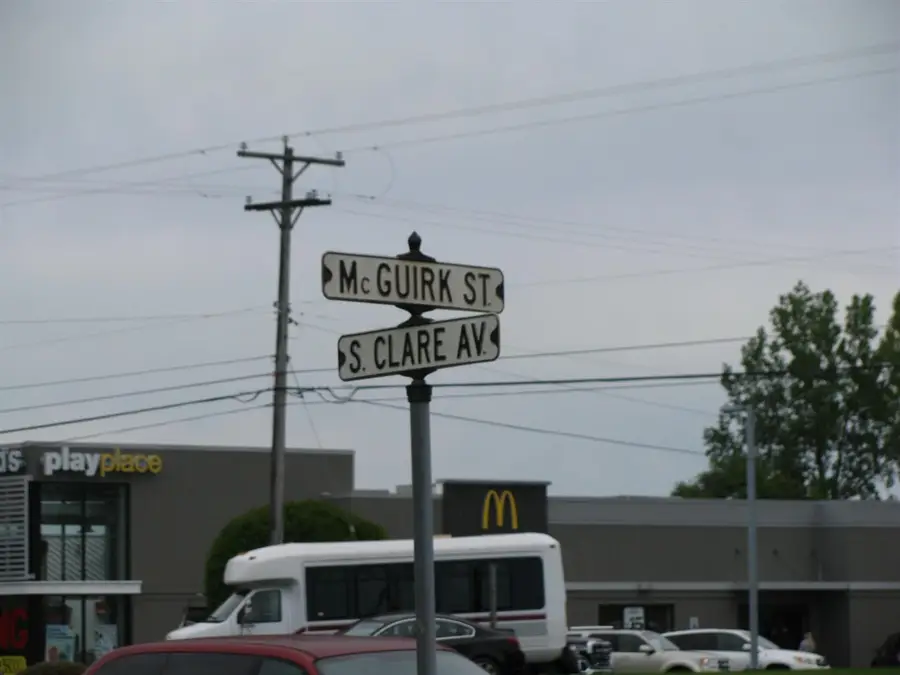 McGUIRK ST.
S. CLARE AV.
playplace